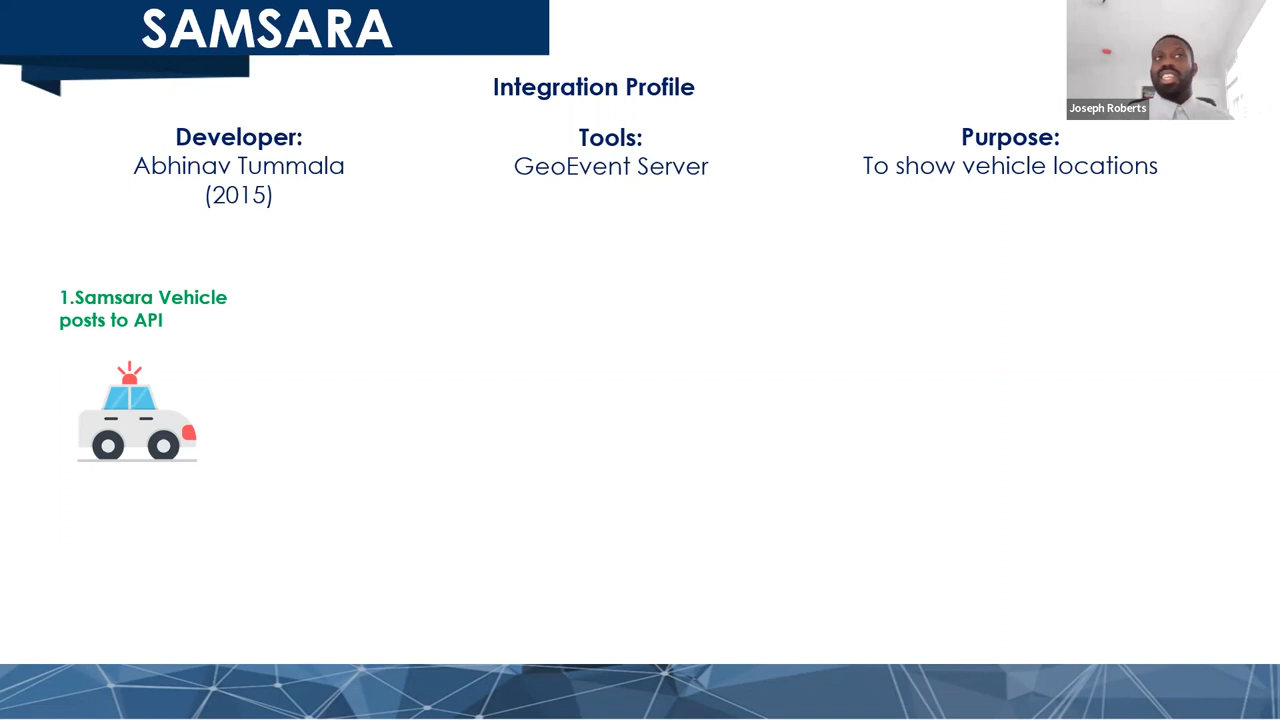 SAMSARA
Integration Profile
Joseph Roberts
Developer:
Abhinav Tummala
(2015)
Tools:
GeoEvent Server
Purpose:
To show vehicle locations
1.Samsara Vehicle
posts to API